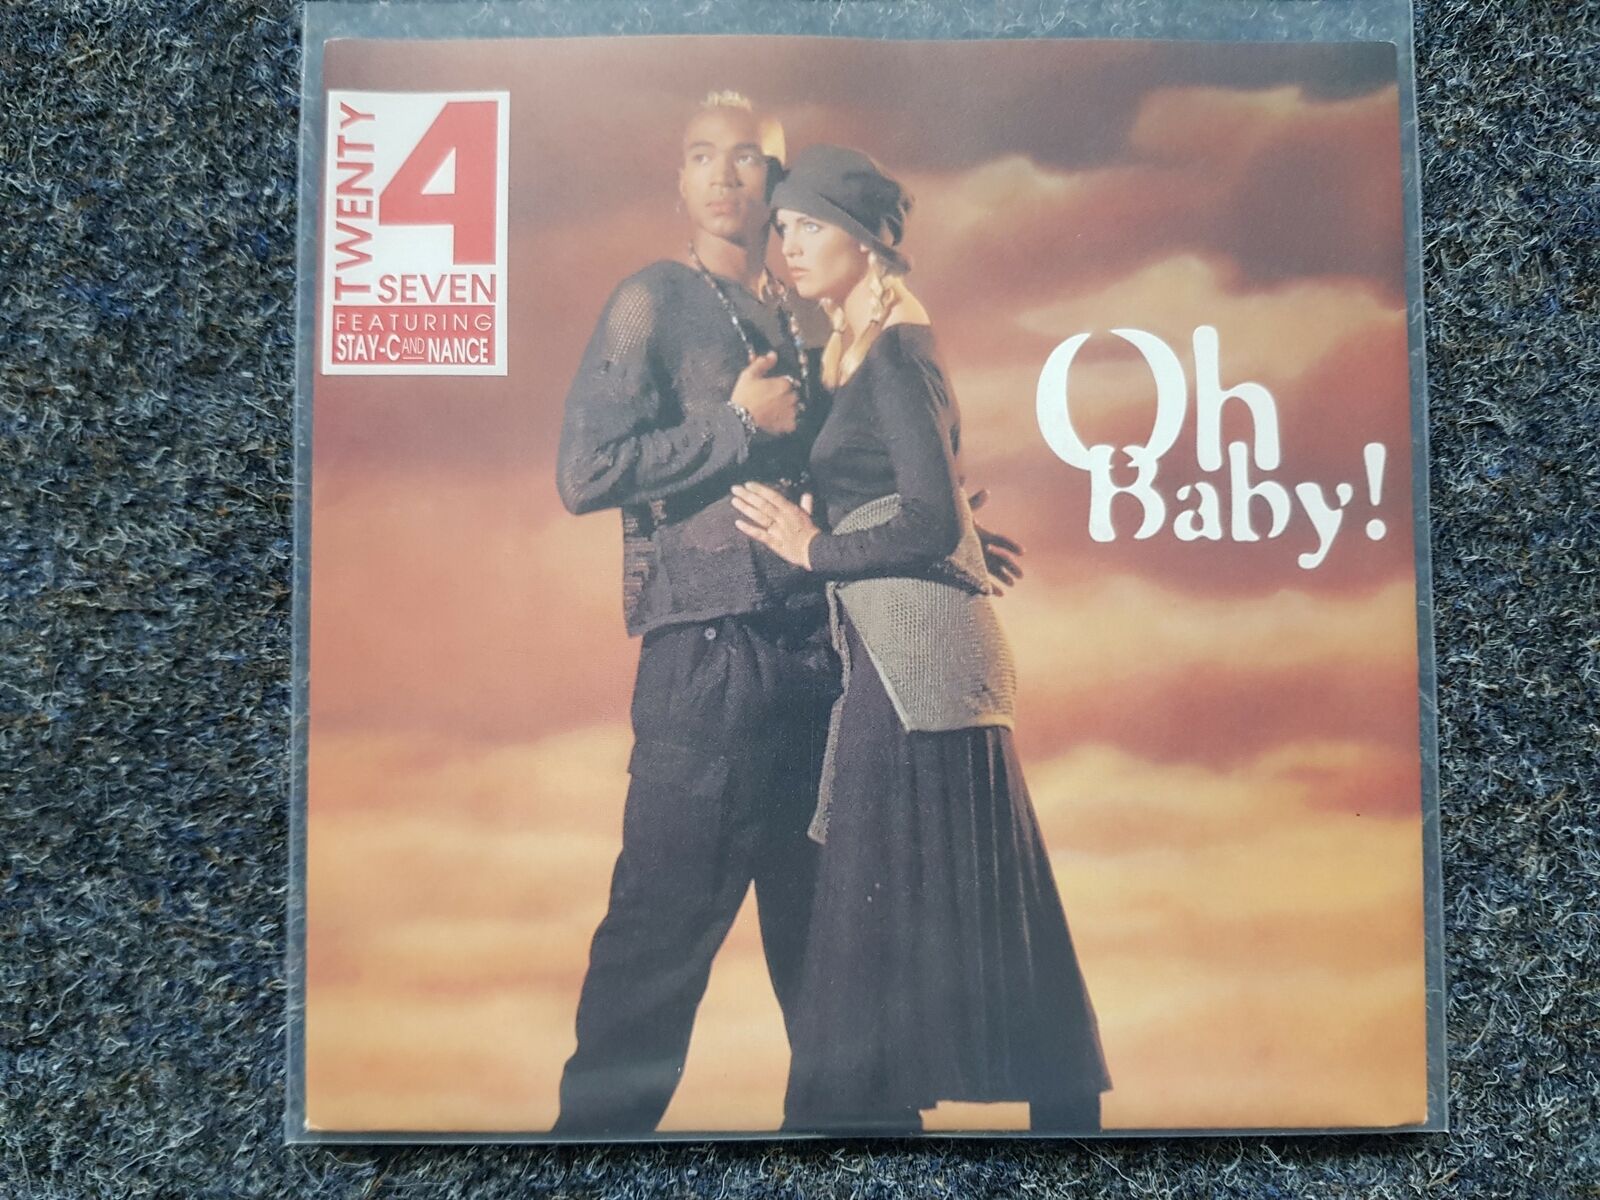 TWENTY
4
SEVEN
FEATURING
STAY-C AND NANCE
Oh
Baby!